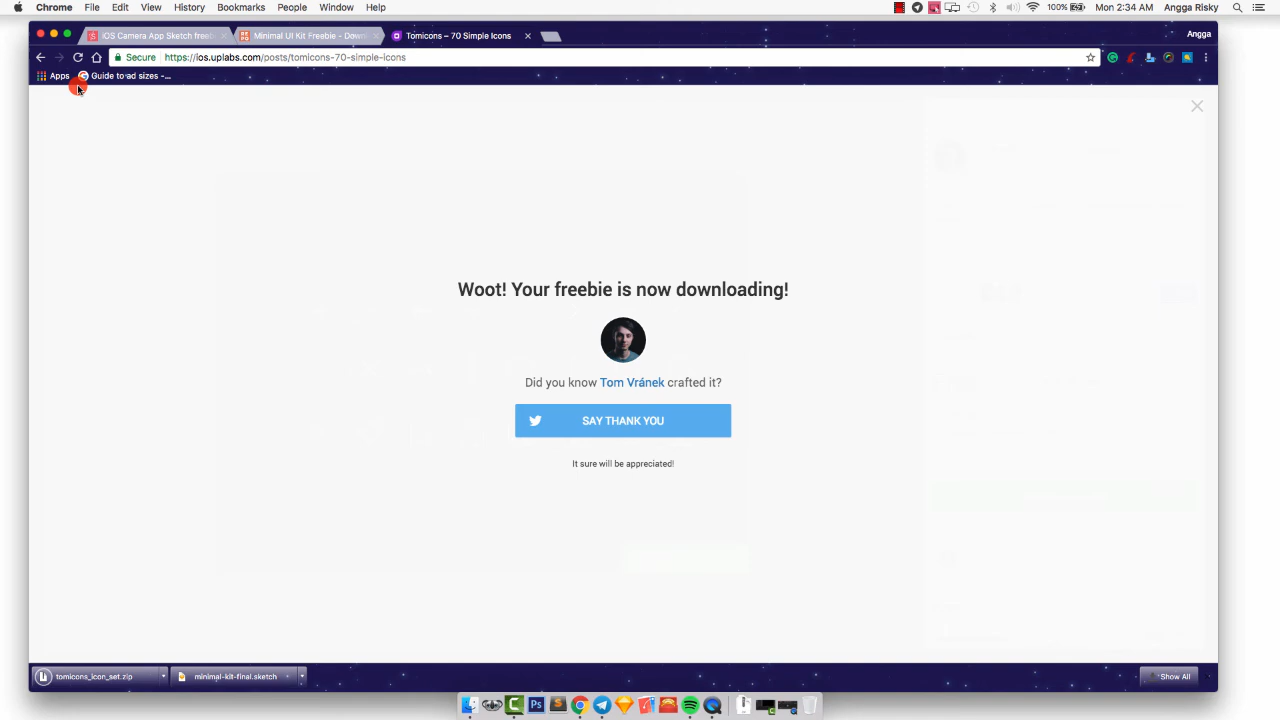 Chrome File Edit View History Bookmarks People Window Help 100% Mon 2:34 AM Angga Risky
iOS Camera App Sketch freeb Minimal UI Kit Freebie - Down Tomicons – 70 Simple Icons Angga
Secure https://ios.uplabs.com/posts/tomicons-70-simple-icons
Apps Guide to ad sizes -...
Woot! Your freebie is now downloading!
Did you know Tom Vránek crafted it?
SAY THANK YOU
It sure will be appreciated!
tomicons_icon_set.zip minimal-kit-final.sketch Show All